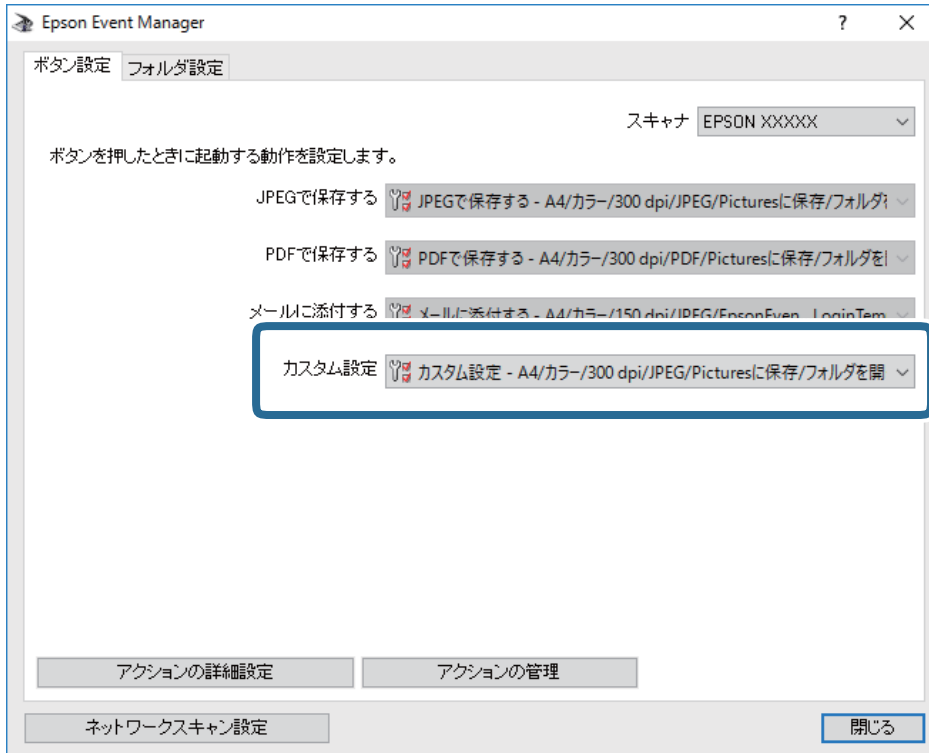 Epson Event Manager
ボタン設定 フォルダ設定
スキャナ EPSON XXXXX
ボタンを押したときに起動する動作を設定します。
JPEGで保存する JPEGで保存する - A4/カラー/300 dpi/JPEG/Picturesに保存/フォルダ
PDFで保存する PDFで保存する - A4/カラー/300 dpi/PDF/Picturesに保存/フォルダを
メールに添付する メールに添付する - A4/カラー/150 dpi/JPEG/EpsonEven...LoginTem
カスタム設定 カスタム設定 - A4/カラー/300 dpi/JPEG/Picturesに保存/フォルダを開
アクションの詳細設定 アクションの管理
ネットワークスキャン設定 閉じる